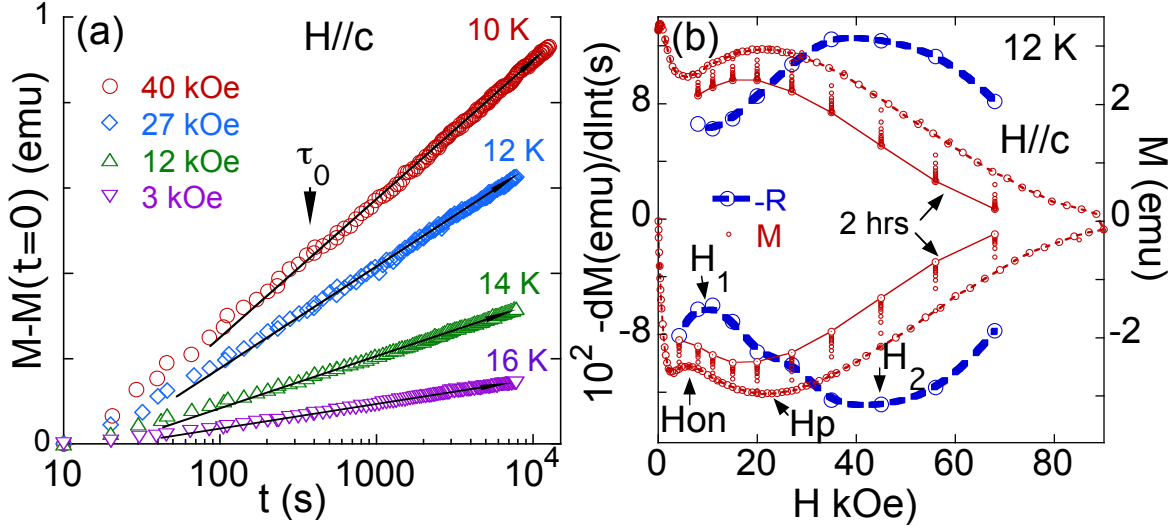 (a)
H//c
10 K
40 kOe
27 kOe
12 kOe
3 kOe
τ0
12 K
14 K
16 K
M-M(t=0) (emu)
1
0
10
100
1000
10^4
t (s)
(b)
12 K
H//c
-R
M
2 hrs
H1
H2
Hon
Hp
10^2 -dM(emu)/dlnt(s)
8
0
-8
M (emu)
2
0
-2
0
20
40
60
80
H kOe)